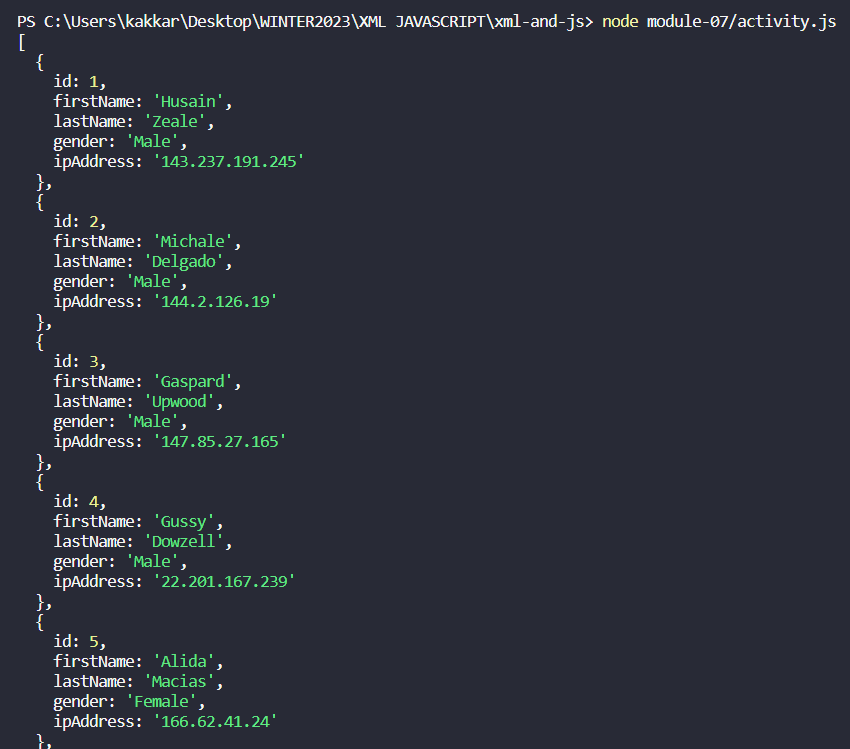 PS C:\Users\kakkar\Desktop\WINTER2023\XML JAVASCRIPT\xml-and-js> node module-07/activity.js
[
  {
    id: 1,
    firstName: 'Husain',
    lastName: 'Zeale',
    gender: 'Male',
    ipAddress: '143.237.191.245'
  },
  {
    id: 2,
    firstName: 'Michale',
    lastName: 'Delgado',
    gender: 'Male',
    ipAddress: '144.2.126.19'
  },
  {
    id: 3,
    firstName: 'Gaspard',
    lastName: 'Upwood',
    gender: 'Male',
    ipAddress: '147.85.27.165'
  },
  {
    id: 4,
    firstName: 'Gussy',
    lastName: 'Dowzell',
    gender: 'Male',
    ipAddress: '22.201.167.239'
  },
  {
    id: 5,
    firstName: 'Alida',
    lastName: 'Macias',
    gender: 'Female',
    ipAddress: '166.62.41.24'
  },